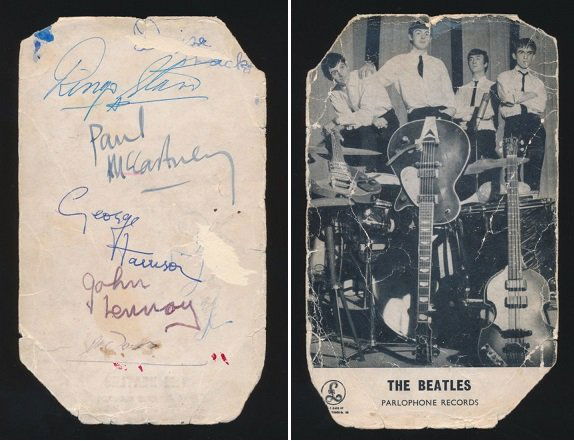 Ringo Starr
Paul
McCartney
George
Harrison
John
Lennon
THE BEATLES
PARLOPHONE RECORDS